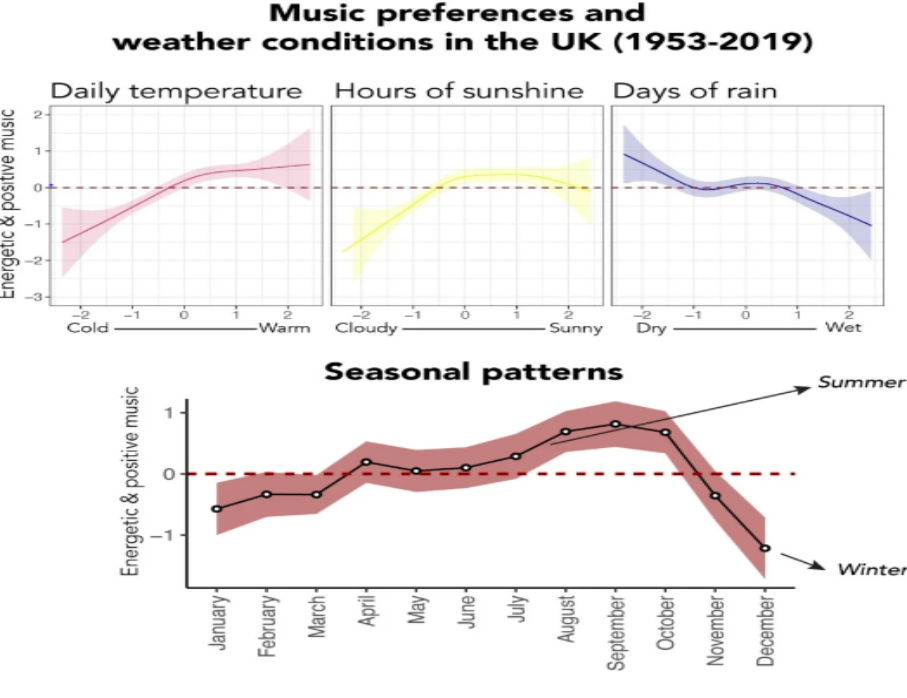 Music preferences and
weather conditions in the UK (1953-2019)
Daily temperature
Hours of sunshine
Days of rain
Energetic & positive music
2
1
0
−1
−2
−3
−2 −1 0 1 2
−2 −1 0 1 2
−2 −1 0 1 2
Cold Warm
Cloudy Sunny
Dry Wet
Seasonal patterns
Summer
Energetic & positive music
1
0
−1
Winter
January
February
March
April
May
June
July
August
September
October
November
December